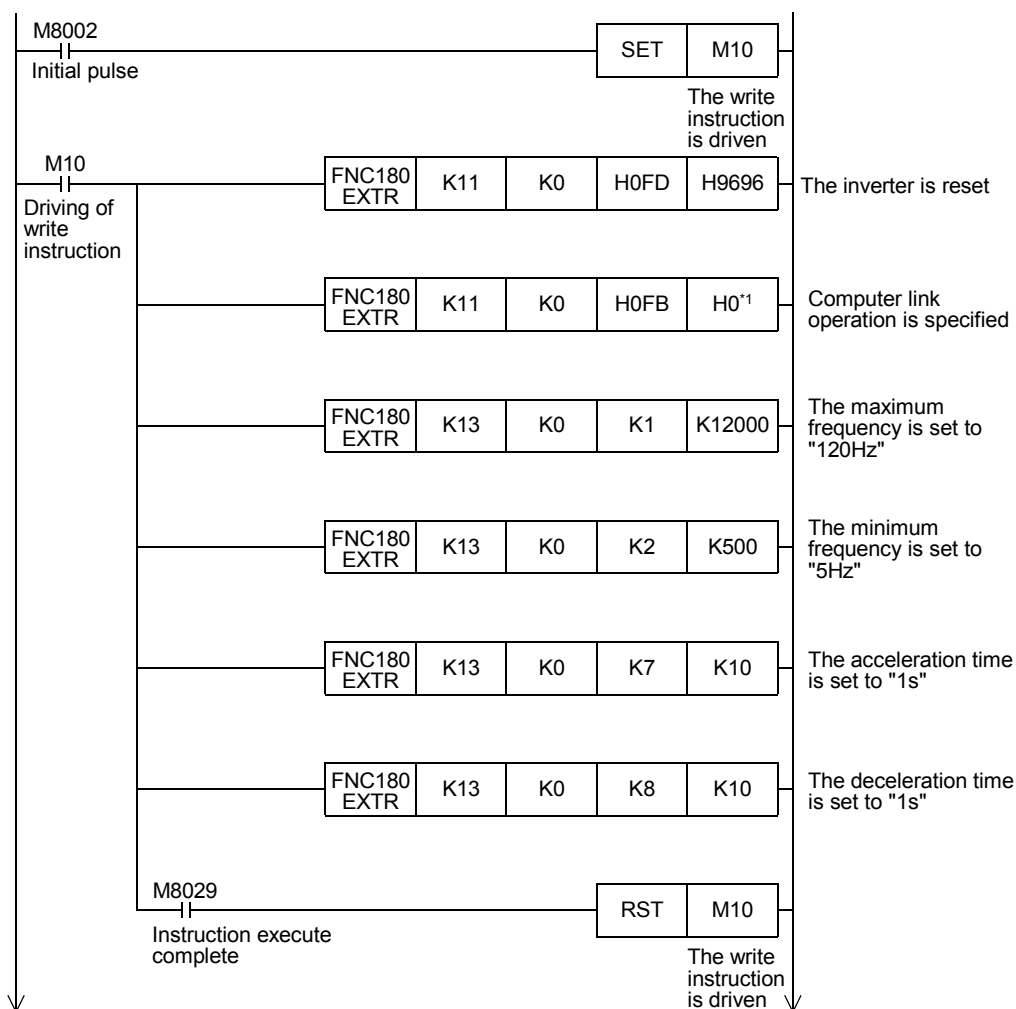 M8002
Initial pulse
SET M10
The write
instruction
is driven
M10
Driving of
write
instruction
FNC180
EXTR K11 K0 H0FD H9696
The inverter is reset
FNC180
EXTR K11 K0 H0FB H0*1
Computer link
operation is specified
FNC180
EXTR K13 K0 K1 K12000
The maximum
frequency is set to
"120Hz"
FNC180
EXTR K13 K0 K2 K500
The minimum
frequency is set to
"5Hz"
FNC180
EXTR K13 K0 K7 K10
The acceleration time
is set to "1s"
FNC180
EXTR K13 K0 K8 K10
The deceleration time
is set to "1s"
M8029
Instruction execute
complete
RST M10
The write
instruction
is driven